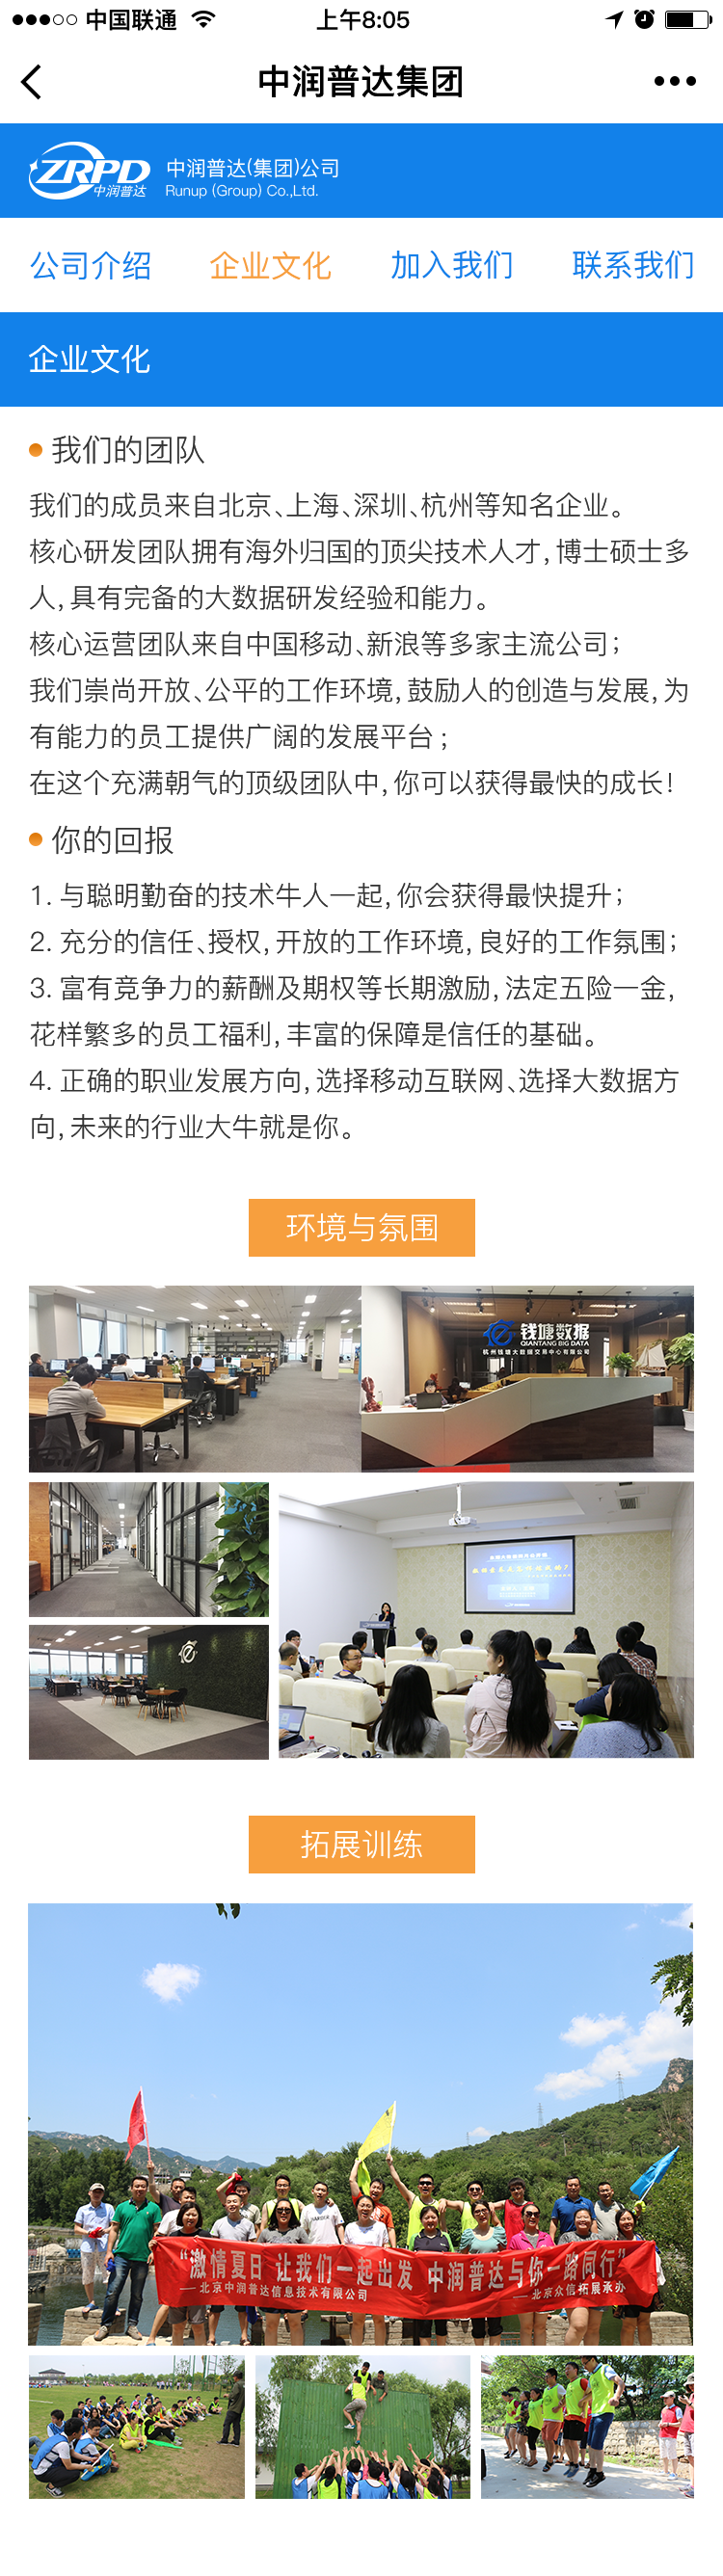 中国联通
上午8:05
中润普达集团
ZRPD
中润普达
中润普达(集团)公司
Runup (Group) Co.,Ltd.
公司介绍 企业文化 加入我们 联系我们
企业文化
我们的团队
我们的成员来自北京、上海、深圳、杭州等知名企业。
核心研发团队拥有海外归国的顶尖技术人才,博士硕士多
人,具有完备的大数据研发经验和能力。
核心运营团队来自中国移动、新浪等多家主流公司;
我们崇尚开放、公平的工作环境,鼓励人的创造与发展,为
有能力的员工提供广阔的发展平台;
在这个充满朝气的顶级团队中,你可以获得最快的成长!
你的回报
1. 与聪明勤奋的技术牛人一起,你会获得最快提升;
2. 充分的信任、授权,开放的工作环境,良好的工作氛围;
3. 富有竞争力的薪酬及期权等长期激励,法定五险一金,
花样繁多的员工福利,丰富的保障是信任的基础。
4. 正确的职业发展方向,选择移动互联网、选择大数据方
向,未来的行业大牛就是你。
环境与氛围
钱塘数据
QIANTANG BIG DATA
杭州钱塘大数据交易中心有限公司
拓展训练
“激情夏日 让我们一起出发 中润普达与你一路同行”
——北京中润普达信息技术有限公司
——北京众信拓展承办